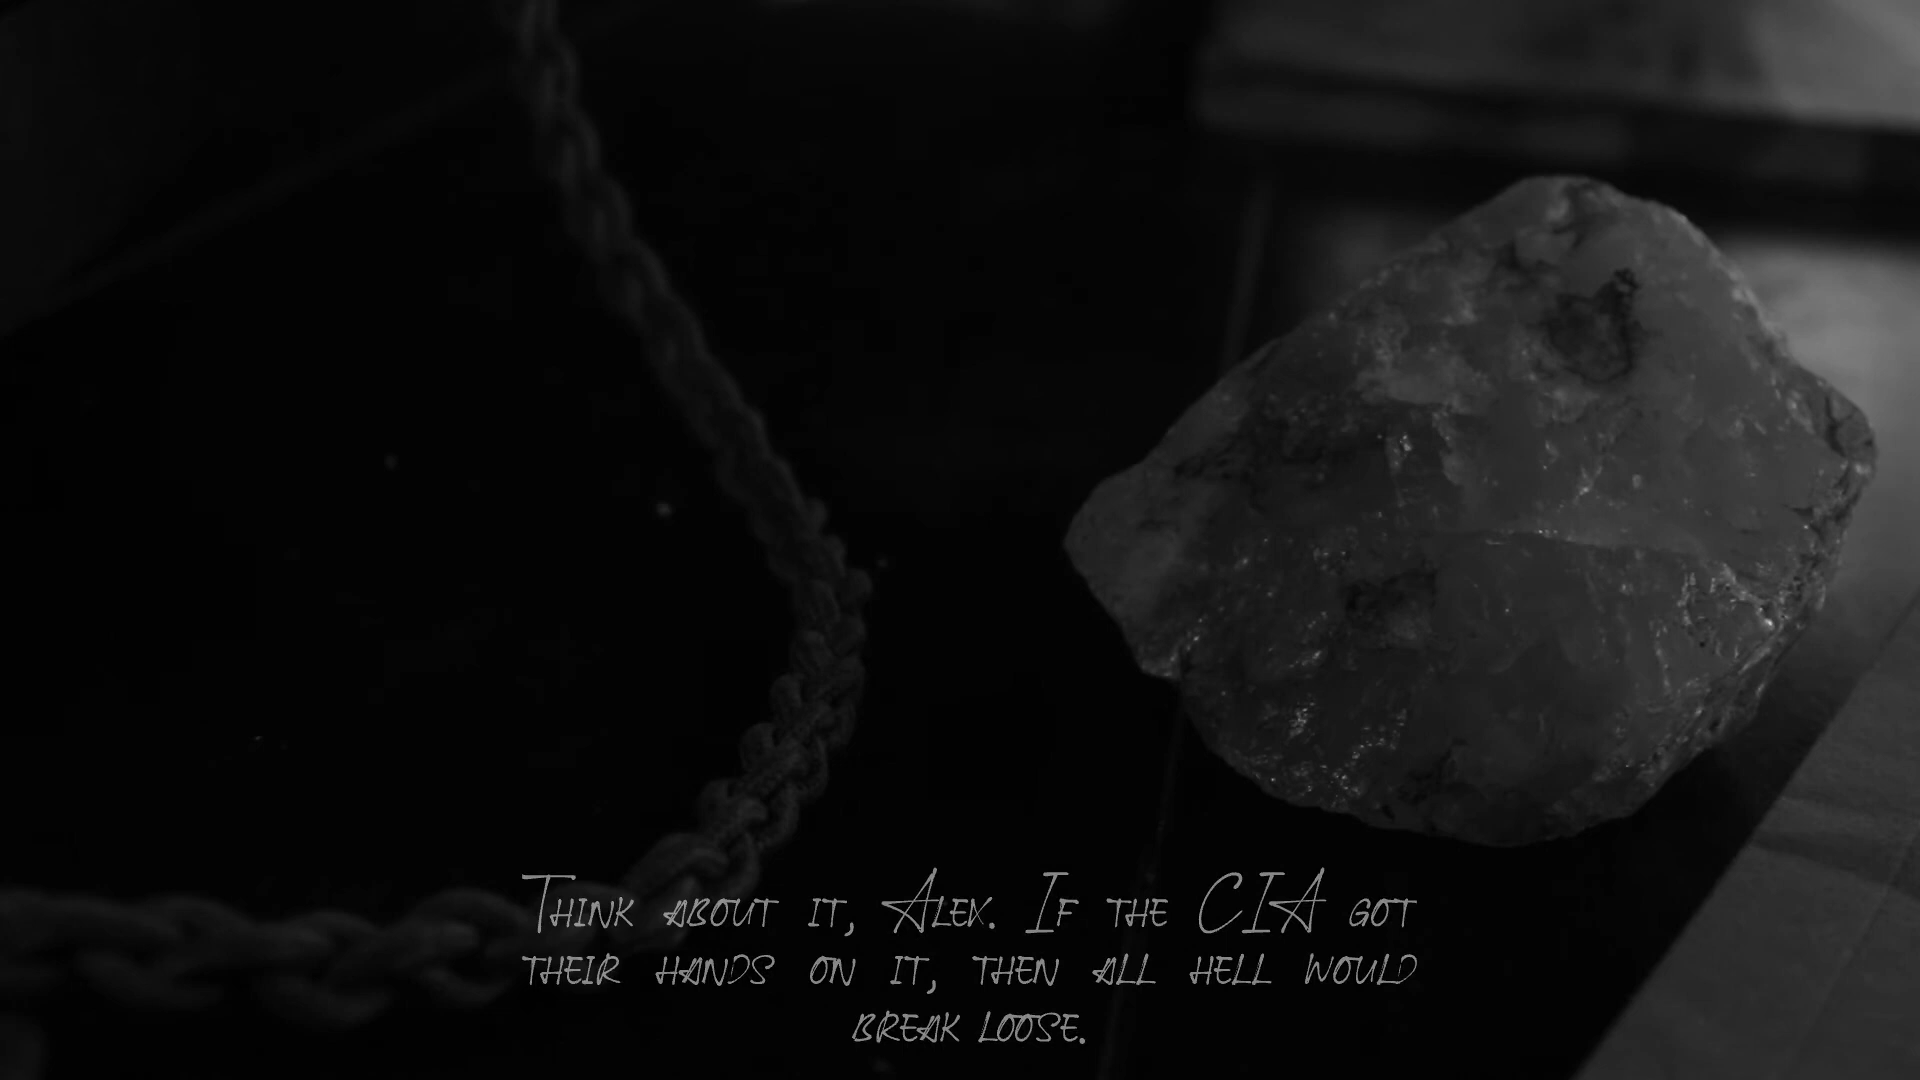 Think about it, Alex. If the CIA got
their hands on it, then all hell would
break loose.